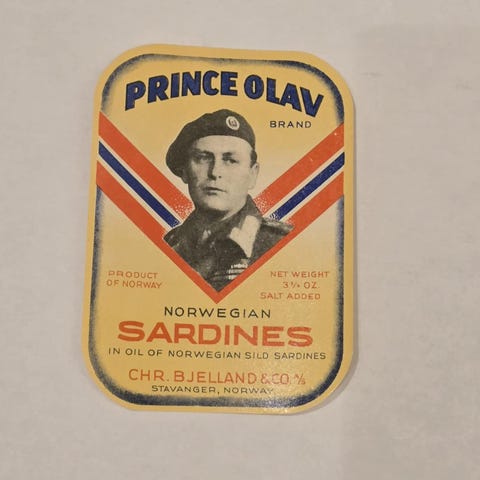 PRINCE OLAV
BRAND
PRODUCT
OF NORWAY
NET WEIGHT
3¼ OZ.
SALT ADDED
NORWEGIAN
SARDINES
IN OIL OF NORWEGIAN SILD SARDINES
CHR. BJELLAND & CO. A/S
STAVANGER, NORWAY